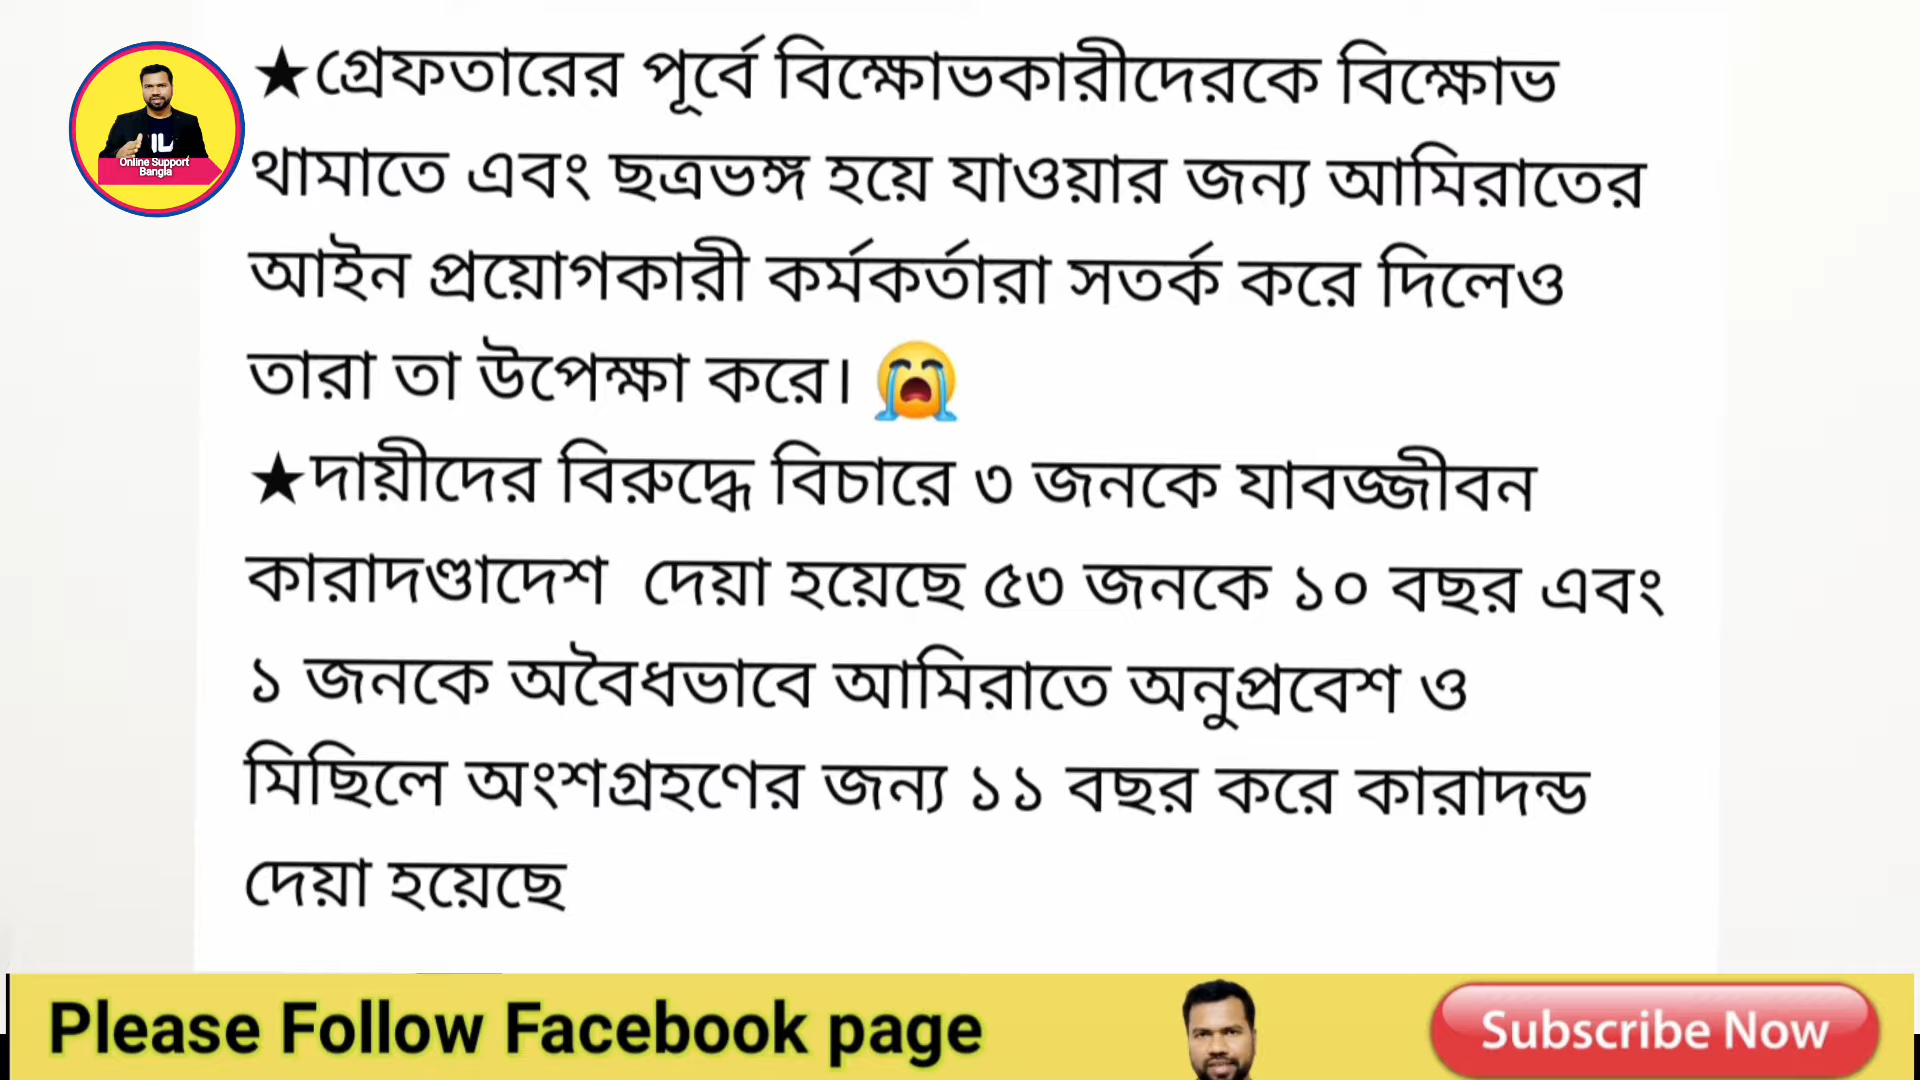 ★গ্রেফতারের পূর্বে বিক্ষোভকারীদেরকে বিক্ষোভ
থামাতে এবং ছত্রভঙ্গ হয়ে যাওয়ার জন্য আমিরাতের
আইন প্রয়োগকারী কর্মকর্তারা সতর্ক করে দিলেও
তারা তা উপেক্ষা করে। 😭
★দায়ীদের বিরুদ্ধে বিচারে ৩ জনকে যাবজ্জীবন
কারাদণ্ডাদেশ দেয়া হয়েছে ৫৩ জনকে ১০ বছর এবং
১ জনকে অবৈধভাবে আমিরাতে অনুপ্রবেশ ও
মিছিলে অংশগ্রহণের জন্য ১১ বছর করে কারাদন্ড
দেয়া হয়েছে
Online Support
Bangla
Please Follow Facebook page
Subscribe Now